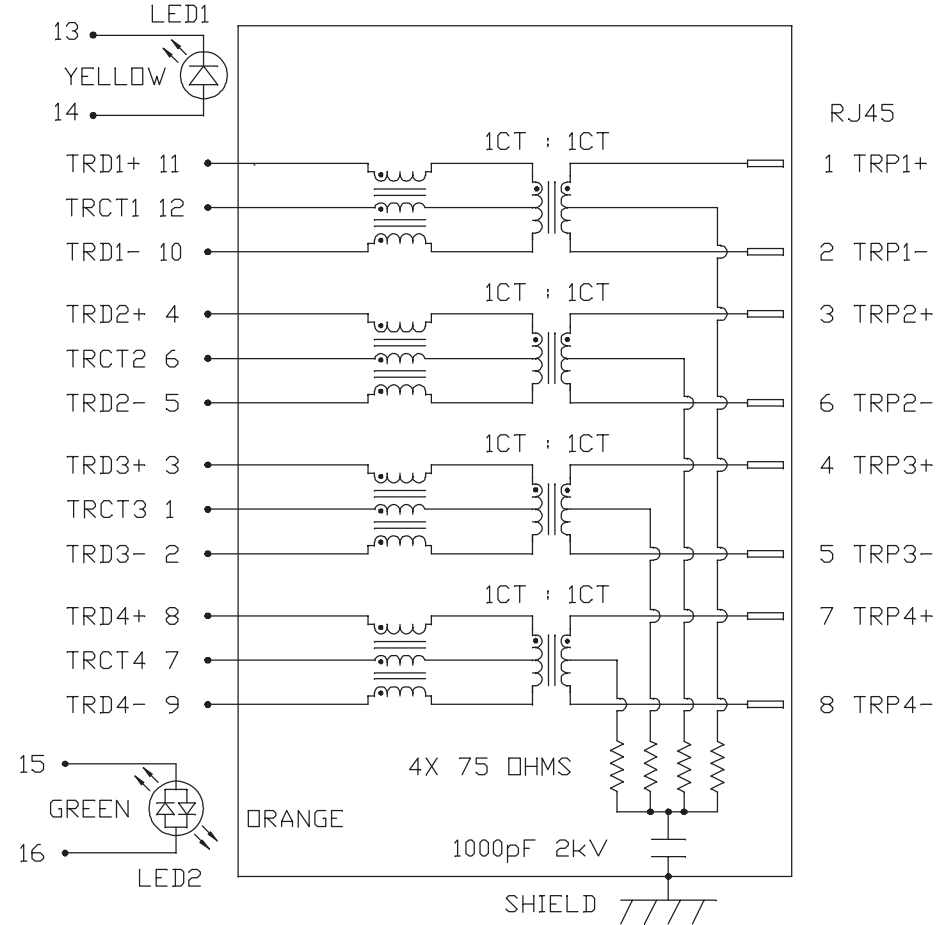 LED1
13
YELLOW
14
RJ45
1CT : 1CT
TRD1+ 11
1 TRP1+
TRCT1 12
TRD1- 10
2 TRP1-
1CT : 1CT
TRD2+ 4
3 TRP2+
TRCT2 6
TRD2- 5
6 TRP2-
1CT : 1CT
TRD3+ 3
4 TRP3+
TRCT3 1
TRD3- 2
5 TRP3-
1CT : 1CT
TRD4+ 8
7 TRP4+
TRCT4 7
TRD4- 9
8 TRP4-
15
4X 75 OHMS
GREEN
ORANGE
16
1000pF 2kV
LED2
SHIELD